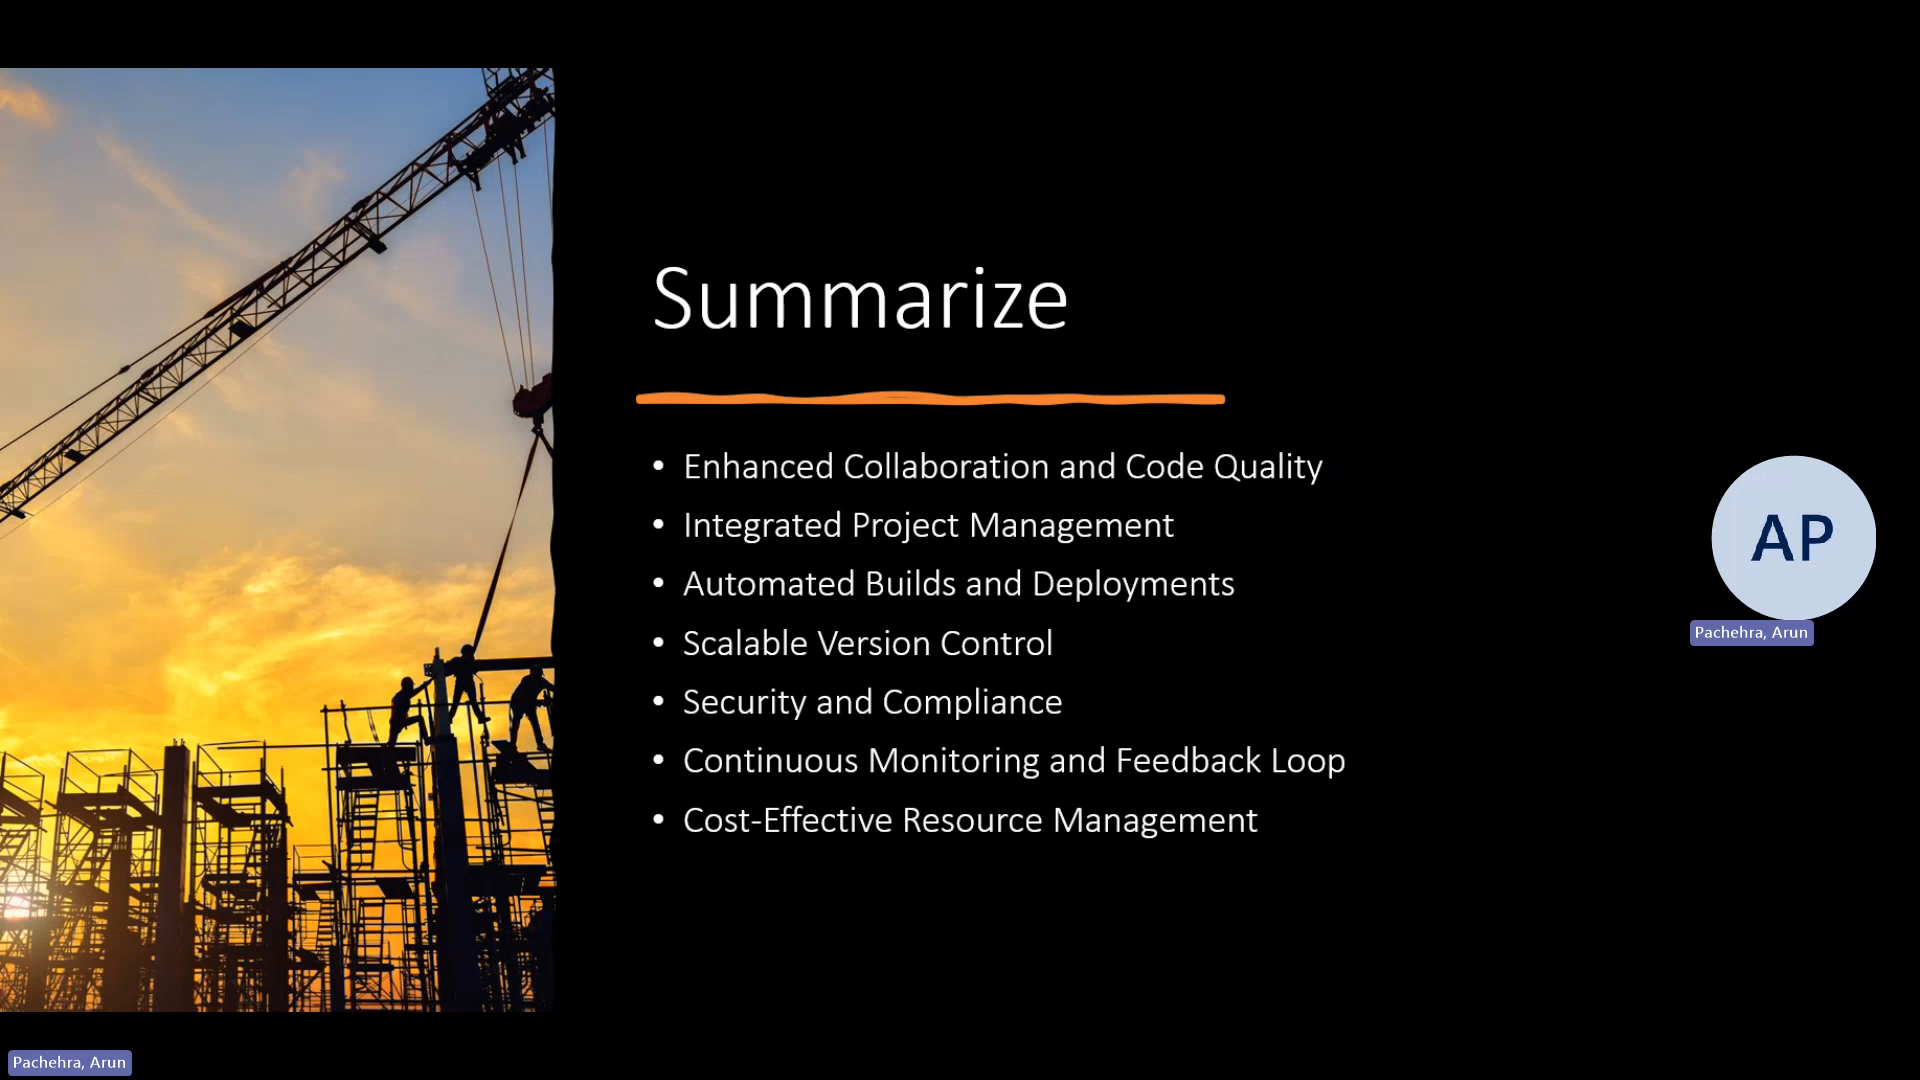 Summarize
• Enhanced Collaboration and Code Quality
• Integrated Project Management
• Automated Builds and Deployments
• Scalable Version Control
• Security and Compliance
• Continuous Monitoring and Feedback Loop
• Cost-Effective Resource Management
AP
Pachehra, Arun
Pachehra, Arun